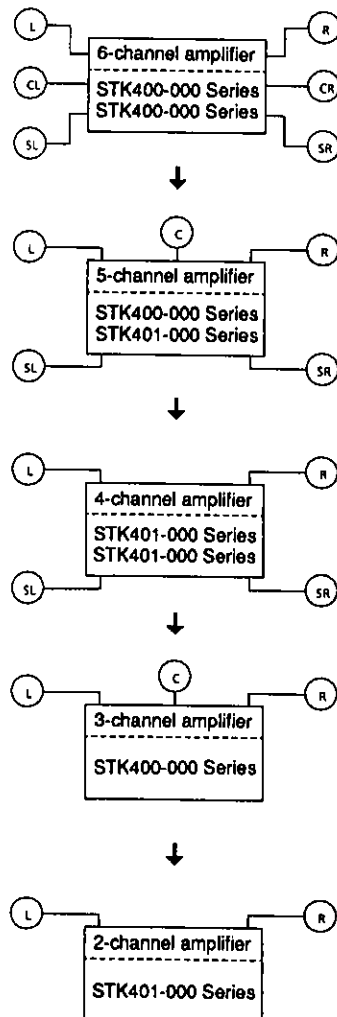 L R
6-channel amplifier
CL STK400-000 Series CR
STK400-000 Series
SL SR
C
L R
5-channel amplifier
STK400-000 Series
STK401-000 Series
SL SR
L R
4-channel amplifier
STK401-000 Series
STK401-000 Series
SL SR
C
L R
3-channel amplifier
STK400-000 Series
L R
2-channel amplifier
STK401-000 Series